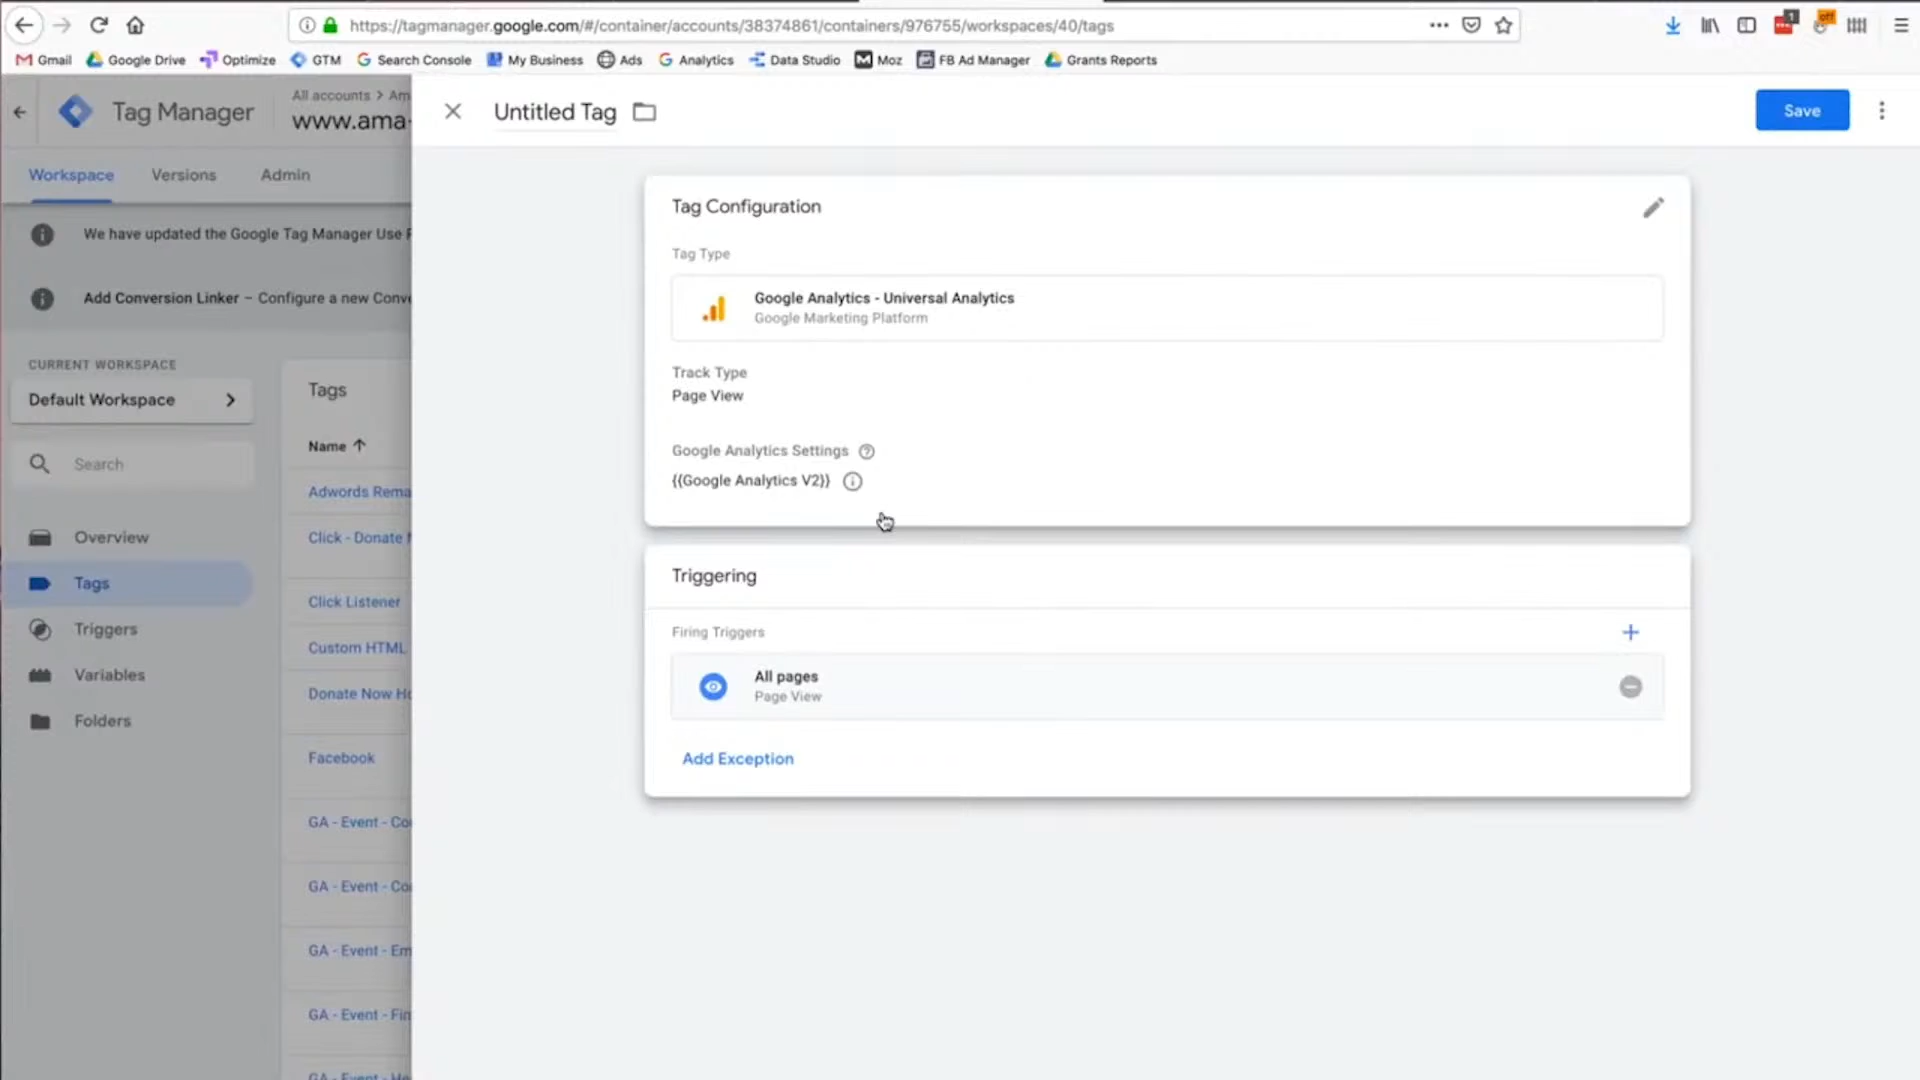 https://tagmanager.google.com/#/container/accounts/38374861/containers/976755/workspaces/40/tags
1
off
Gmail Google Drive Optimize GTM Search Console My Business Ads Analytics Data Studio Moz FB Ad Manager Grants Reports
Tag Manager
All accounts > Am
www.ama-
Workspace Versions Admin
We have updated the Google Tag Manager Use
Add Conversion Linker – Configure a new Conv
CURRENT WORKSPACE
Default Workspace
Search
Overview
Tags
Triggers
Variables
Folders
Tags
Name
Adwords Rema
Click - Donate
Click Listener
Custom HTML
Donate Now Ho
Facebook
GA - Event - Co
GA - Event - Co
GA - Event - Em
GA - Event - Fin
GA - Event - He
Untitled Tag
Save
Tag Configuration
Tag Type
Google Analytics - Universal Analytics
Google Marketing Platform
Track Type
Page View
Google Analytics Settings
{{Google Analytics V2}}
Triggering
Firing Triggers
All pages
Page View
Add Exception